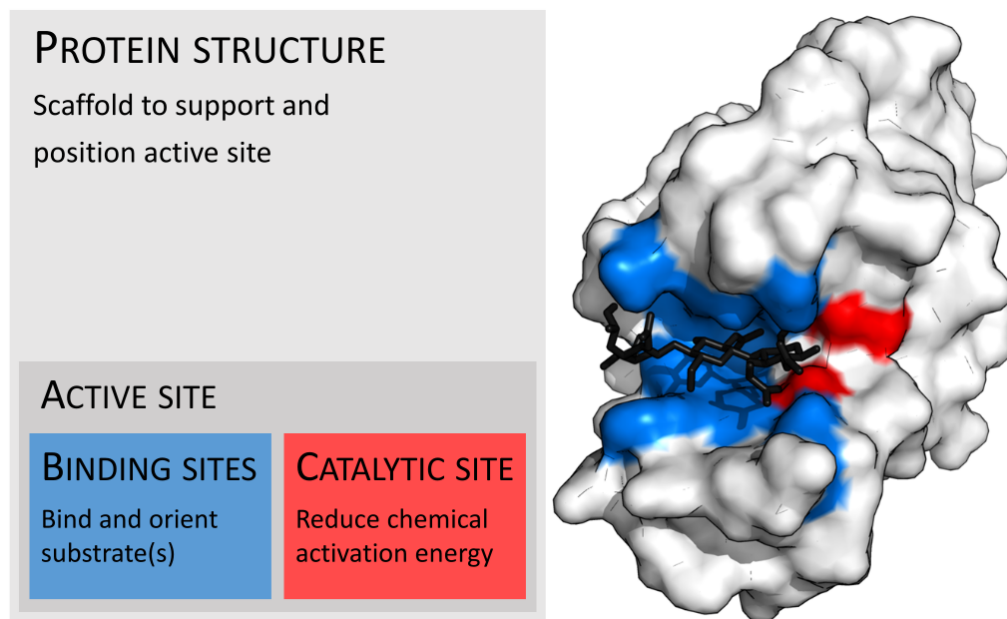 PROTEIN STRUCTURE
Scaffold to support and
position active site
ACTIVE SITE
BINDING SITES
Bind and orient
substrate(s)
CATALYTIC SITE
Reduce chemical
activation energy